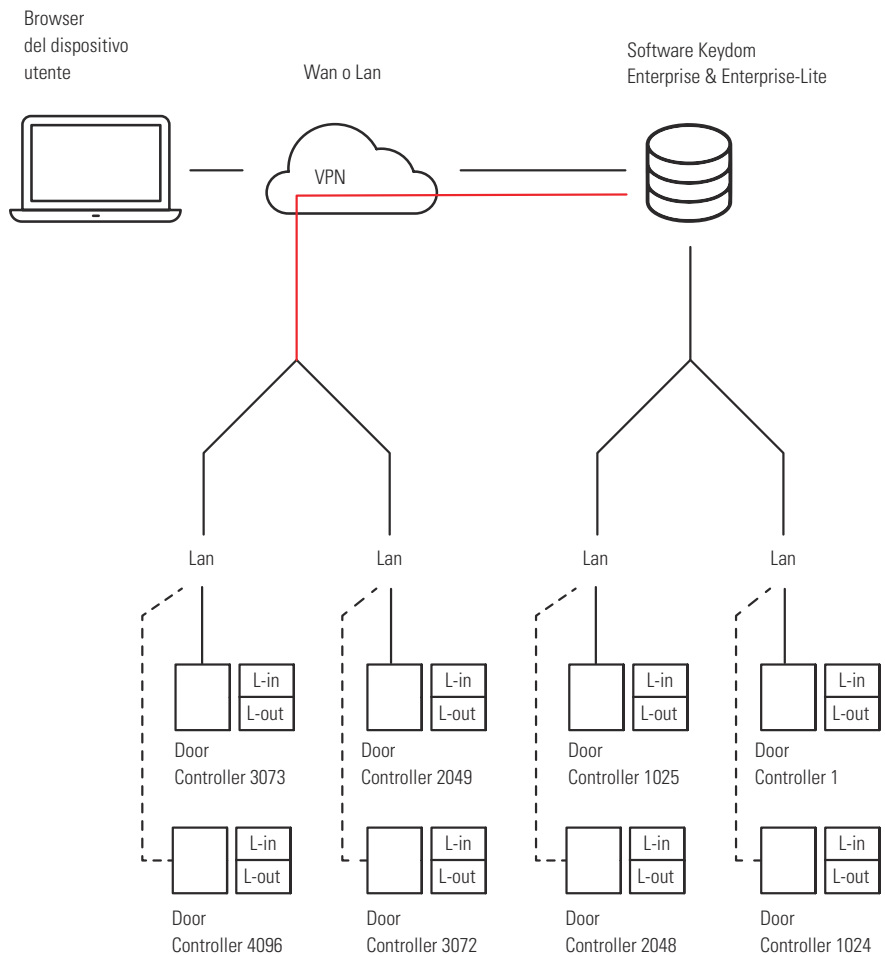 Browser
del dispositivo
utente
Wan o Lan
Software Keydom
Enterprise & Enterprise-Lite
VPN
Lan
Lan
Lan
Lan
L-in
L-out
L-in
L-out
L-in
L-out
L-in
L-out
Door
Controller 3073
Door
Controller 2049
Door
Controller 1025
Door
Controller 1
L-in
L-out
L-in
L-out
L-in
L-out
L-in
L-out
Door
Controller 4096
Door
Controller 3072
Door
Controller 2048
Door
Controller 1024